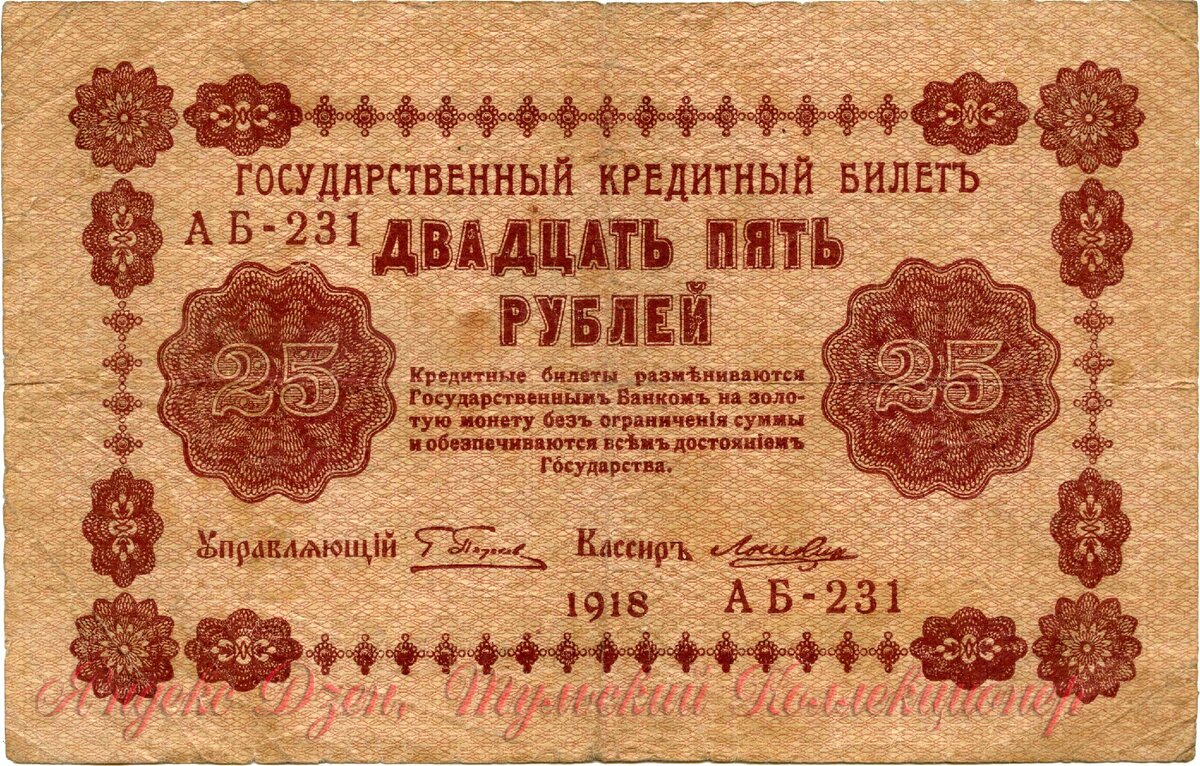 ГОСУДАРСТВЕННЫЙ КРЕДИТНЫЙ БИЛЕТЪ
АБ-231
ДВАДЦАТЬ ПЯТЬ
РУБЛЕЙ
25
25
Кредитные билеты размѣниваются
Государственнымъ Банкомъ на золо-
тую монету безъ ограниченія суммы
и обезпечиваются всѣмъ достояніемъ
Государства.
Управляющій
Кассиръ
1918
АБ-231
Яндекс Дзен, Тульский Коллекционер